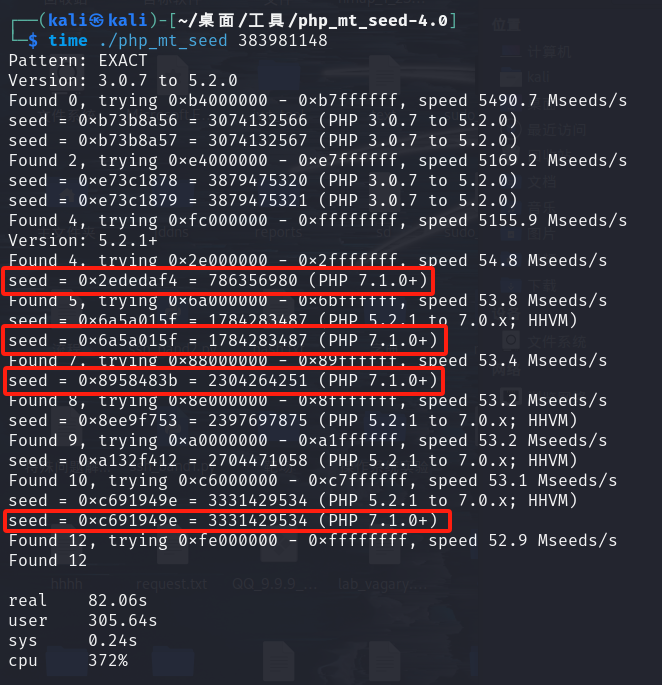 ┌──(kali㉿kali)-[~/桌面/工具/php_mt_seed-4.0]
└─$ time ./php_mt_seed 383981148
Pattern: EXACT
Version: 3.0.7 to 5.2.0
Found 0, trying 0×b4000000 - 0×b7ffffff, speed 5490.7 Mseeds/s
seed = 0×b73b8a56 = 3074132566 (PHP 3.0.7 to 5.2.0)
seed = 0×b73b8a57 = 3074132567 (PHP 3.0.7 to 5.2.0)
Found 2, trying 0×e4000000 - 0×e7ffffff, speed 5169.2 Mseeds/s
seed = 0×e73c1878 = 3879475320 (PHP 3.0.7 to 5.2.0)
seed = 0×e73c1879 = 3879475321 (PHP 3.0.7 to 5.2.0)
Found 4, trying 0×fc000000 - 0×ffffffff, speed 5155.9 Mseeds/s
Version: 5.2.1+
Found 4, trying 0×2e000000 - 0×2fffffff, speed 54.8 Mseeds/s
seed = 0×2ededaf4 = 786356980 (PHP 7.1.0+)
Found 5, trying 0×6a000000 - 0×6bffffff, speed 53.8 Mseeds/s
seed = 0×6a5a015f = 1784283487 (PHP 5.2.1 to 7.0.x; HHVM)
seed = 0×6a5a015f = 1784283487 (PHP 7.1.0+)
Found 7, trying 0×88000000 - 0×89ffffff, speed 53.4 Mseeds/s
seed = 0×8958483b = 2304264251 (PHP 7.1.0+)
Found 8, trying 0×8e000000 - 0×8fffffff, speed 53.2 Mseeds/s
seed = 0×8ee9f753 = 2397697875 (PHP 5.2.1 to 7.0.x; HHVM)
Found 9, trying 0×a0000000 - 0×a1ffffff, speed 53.2 Mseeds/s
seed = 0×a132f412 = 2704471058 (PHP 5.2.1 to 7.0.x; HHVM)
Found 10, trying 0×c6000000 - 0×c7ffffff, speed 53.1 Mseeds/s
seed = 0×c691949e = 3331429534 (PHP 5.2.1 to 7.0.x; HHVM)
seed = 0×c691949e = 3331429534 (PHP 7.1.0+)
Found 12, trying 0×fe000000 - 0×ffffffff, speed 52.9 Mseeds/s
Found 12
hhhh request.txt QQ_9.9.9_... lab_vagary...
real 82.06s
user 305.64s
sys 0.24s
cpu 372%